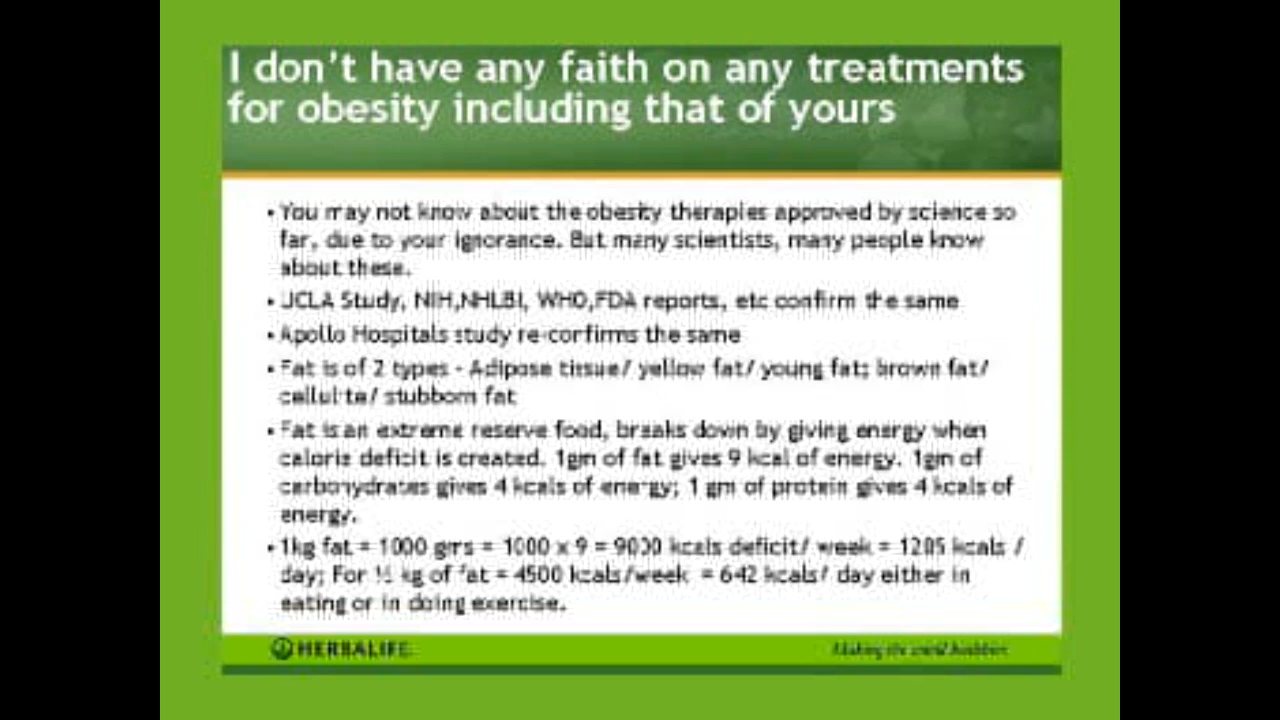 I don't have any faith on any treatments
for obesity including that of yours
• You may not know about the obesity therapies approved by science so
far, due to your ignorance. But many scientists, many people know
about these.
• UCLA Study, NIH,NHLBI, WHO,FDA reports, etc confirm the same
• Apollo Hospitals study re-confirms the same
• Fat is of 2 types - Adipose tissue/ yellow fat/ young fat; brown fat/
cellulite/ stubborn fat
• Fat is an extreme reserve food, breaks down by giving energy when
calorie deficit is created. 1gm of fat gives 9 kcal of energy. 1gm of
carbohydrates gives 4 kcals of energy; 1 gm of protein gives 4 kcals of
energy.
• 1kg fat = 1000 gms = 1000 x 9 = 9000 kcals deficit/ week = 1285 kcals /
day; For ½ kg of fat = 4500 kcals/week = 642 kcals/ day either in
eating or in doing exercise.
HERBALIFE
Making the world healthier.